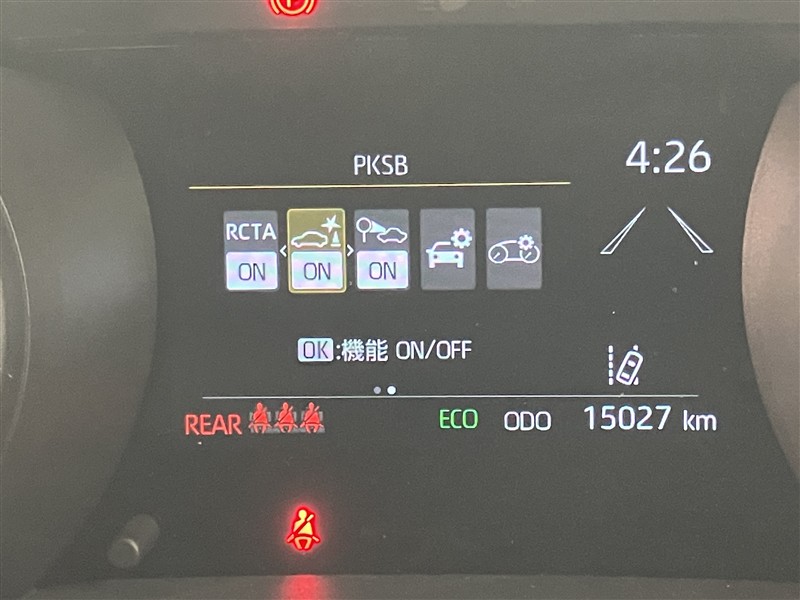 PKSB
4:26
RCTA
ON
ON
ON
OK:機能 ON/OFF
REAR
ECO ODO 15027 km